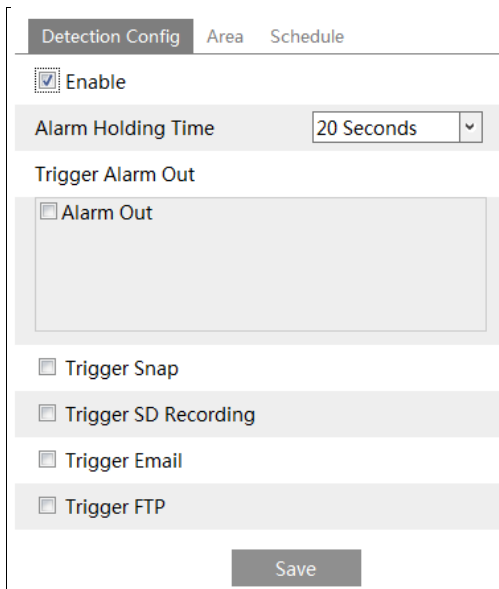 Detection Config Area Schedule
Enable
Alarm Holding Time 20 Seconds
Trigger Alarm Out
Alarm Out
Trigger Snap
Trigger SD Recording
Trigger Email
Trigger FTP
Save